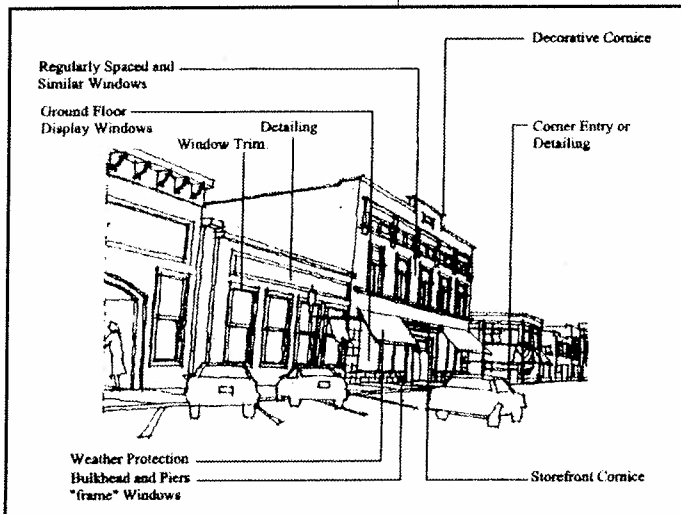 Decorative Cornice
Regularly Spaced and
Similar Windows
Ground Floor
Display Windows
Detailing
Window Trim
Corner Entry or
Detailing
Weather Protection
Bulkhead and Piers
"frame" Windows
Storefront Cornice